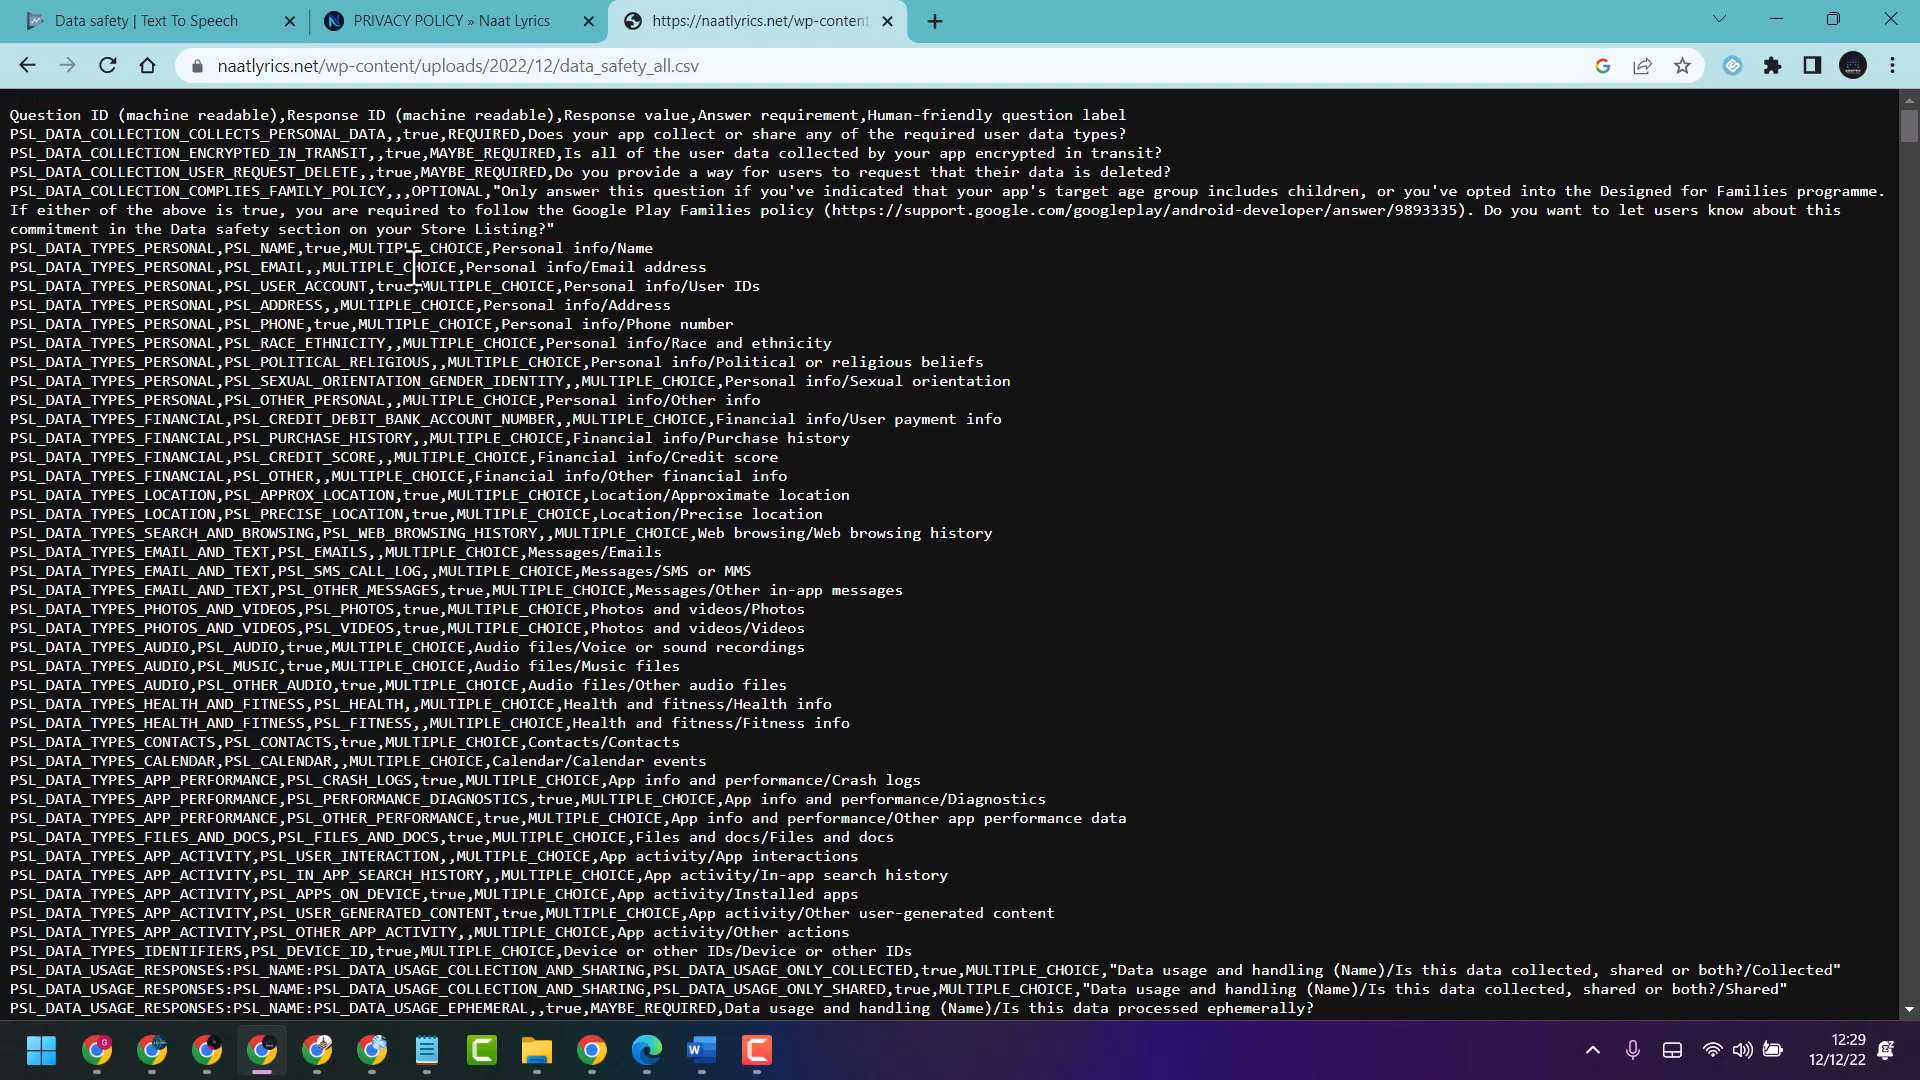 Data safety | Text To Speech
PRIVACY POLICY » Naat Lyrics
https://naatlyrics.net/wp-content
naatlyrics.net/wp-content/uploads/2022/12/data_safety_all.csv
Question ID (machine readable),Response ID (machine readable),Response value,Answer requirement,Human-friendly question label
PSL_DATA_COLLECTION_COLLECTS_PERSONAL_DATA,,true,REQUIRED,Does your app collect or share any of the required user data types?
PSL_DATA_COLLECTION_ENCRYPTED_IN_TRANSIT,,true,MAYBE_REQUIRED,Is all of the user data collected by your app encrypted in transit?
PSL_DATA_COLLECTION_USER_REQUEST_DELETE,,true,MAYBE_REQUIRED,Do you provide a way for users to request that their data is deleted?
PSL_DATA_COLLECTION_COMPLIES_FAMILY_POLICY,,,OPTIONAL,"Only answer this question if you've indicated that your app's target age group includes children, or you've opted into the Designed for Families programme.
If either of the above is true, you are required to follow the Google Play Families policy (https://support.google.com/googleplay/android-developer/answer/9893335). Do you want to let users know about this
commitment in the Data safety section on your Store Listing?"
PSL_DATA_TYPES_PERSONAL,PSL_NAME,true,MULTIPLE_CHOICE,Personal info/Name
PSL_DATA_TYPES_PERSONAL,PSL_EMAIL,,MULTIPLE_CHOICE,Personal info/Email address
PSL_DATA_TYPES_PERSONAL,PSL_USER_ACCOUNT,true,MULTIPLE_CHOICE,Personal info/User IDs
PSL_DATA_TYPES_PERSONAL,PSL_ADDRESS,,MULTIPLE_CHOICE,Personal info/Address
PSL_DATA_TYPES_PERSONAL,PSL_PHONE,true,MULTIPLE_CHOICE,Personal info/Phone number
PSL_DATA_TYPES_PERSONAL,PSL_RACE_ETHNICITY,,MULTIPLE_CHOICE,Personal info/Race and ethnicity
PSL_DATA_TYPES_PERSONAL,PSL_POLITICAL_RELIGIOUS,,MULTIPLE_CHOICE,Personal info/Political or religious beliefs
PSL_DATA_TYPES_PERSONAL,PSL_SEXUAL_ORIENTATION_GENDER_IDENTITY,,MULTIPLE_CHOICE,Personal info/Sexual orientation
PSL_DATA_TYPES_PERSONAL,PSL_OTHER_PERSONAL,,MULTIPLE_CHOICE,Personal info/Other info
PSL_DATA_TYPES_FINANCIAL,PSL_CREDIT_DEBIT_BANK_ACCOUNT_NUMBER,,MULTIPLE_CHOICE,Financial info/User payment info
PSL_DATA_TYPES_FINANCIAL,PSL_PURCHASE_HISTORY,,MULTIPLE_CHOICE,Financial info/Purchase history
PSL_DATA_TYPES_FINANCIAL,PSL_CREDIT_SCORE,,MULTIPLE_CHOICE,Financial info/Credit score
PSL_DATA_TYPES_FINANCIAL,PSL_OTHER,,MULTIPLE_CHOICE,Financial info/Other financial info
PSL_DATA_TYPES_LOCATION,PSL_APPROX_LOCATION,true,MULTIPLE_CHOICE,Location/Approximate location
PSL_DATA_TYPES_LOCATION,PSL_PRECISE_LOCATION,true,MULTIPLE_CHOICE,Location/Precise location
PSL_DATA_TYPES_SEARCH_AND_BROWSING,PSL_WEB_BROWSING_HISTORY,,MULTIPLE_CHOICE,Web browsing/Web browsing history
PSL_DATA_TYPES_EMAIL_AND_TEXT,PSL_EMAILS,,MULTIPLE_CHOICE,Messages/Emails
PSL_DATA_TYPES_EMAIL_AND_TEXT,PSL_SMS_CALL_LOG,,MULTIPLE_CHOICE,Messages/SMS or MMS
PSL_DATA_TYPES_EMAIL_AND_TEXT,PSL_OTHER_MESSAGES,true,MULTIPLE_CHOICE,Messages/Other in-app messages
PSL_DATA_TYPES_PHOTOS_AND_VIDEOS,PSL_PHOTOS,true,MULTIPLE_CHOICE,Photos and videos/Photos
PSL_DATA_TYPES_PHOTOS_AND_VIDEOS,PSL_VIDEOS,true,MULTIPLE_CHOICE,Photos and videos/Videos
PSL_DATA_TYPES_AUDIO,PSL_AUDIO,true,MULTIPLE_CHOICE,Audio files/Voice or sound recordings
PSL_DATA_TYPES_AUDIO,PSL_MUSIC,true,MULTIPLE_CHOICE,Audio files/Music files
PSL_DATA_TYPES_AUDIO,PSL_OTHER_AUDIO,true,MULTIPLE_CHOICE,Audio files/Other audio files
PSL_DATA_TYPES_HEALTH_AND_FITNESS,PSL_HEALTH,,MULTIPLE_CHOICE,Health and fitness/Health info
PSL_DATA_TYPES_HEALTH_AND_FITNESS,PSL_FITNESS,,MULTIPLE_CHOICE,Health and fitness/Fitness info
PSL_DATA_TYPES_CONTACTS,PSL_CONTACTS,true,MULTIPLE_CHOICE,Contacts/Contacts
PSL_DATA_TYPES_CALENDAR,PSL_CALENDAR,,MULTIPLE_CHOICE,Calendar/Calendar events
PSL_DATA_TYPES_APP_PERFORMANCE,PSL_CRASH_LOGS,true,MULTIPLE_CHOICE,App info and performance/Crash logs
PSL_DATA_TYPES_APP_PERFORMANCE,PSL_PERFORMANCE_DIAGNOSTICS,true,MULTIPLE_CHOICE,App info and performance/Diagnostics
PSL_DATA_TYPES_APP_PERFORMANCE,PSL_OTHER_PERFORMANCE,true,MULTIPLE_CHOICE,App info and performance/Other app performance data
PSL_DATA_TYPES_FILES_AND_DOCS,PSL_FILES_AND_DOCS,true,MULTIPLE_CHOICE,Files and docs/Files and docs
PSL_DATA_TYPES_APP_ACTIVITY,PSL_USER_INTERACTION,,MULTIPLE_CHOICE,App activity/App interactions
PSL_DATA_TYPES_APP_ACTIVITY,PSL_IN_APP_SEARCH_HISTORY,,MULTIPLE_CHOICE,App activity/In-app search history
PSL_DATA_TYPES_APP_ACTIVITY,PSL_APPS_ON_DEVICE,true,MULTIPLE_CHOICE,App activity/Installed apps
PSL_DATA_TYPES_APP_ACTIVITY,PSL_USER_GENERATED_CONTENT,true,MULTIPLE_CHOICE,App activity/Other user-generated content
PSL_DATA_TYPES_APP_ACTIVITY,PSL_OTHER_APP_ACTIVITY,,MULTIPLE_CHOICE,App activity/Other actions
PSL_DATA_TYPES_IDENTIFIERS,PSL_DEVICE_ID,true,MULTIPLE_CHOICE,Device or other IDs/Device or other IDs
PSL_DATA_USAGE_RESPONSES:PSL_NAME:PSL_DATA_USAGE_COLLECTION_AND_SHARING,PSL_DATA_USAGE_ONLY_COLLECTED,true,MULTIPLE_CHOICE,"Data usage and handling (Name)/Is this data collected, shared or both?/Collected"
PSL_DATA_USAGE_RESPONSES:PSL_NAME:PSL_DATA_USAGE_COLLECTION_AND_SHARING,PSL_DATA_USAGE_ONLY_SHARED,true,MULTIPLE_CHOICE,"Data usage and handling (Name)/Is this data collected, shared or both?/Shared"
PSL_DATA_USAGE_RESPONSES:PSL_NAME:PSL_DATA_USAGE_EPHEMERAL,,true,MAYBE_REQUIRED,Data usage and handling (Name)/Is this data processed ephemerally?
12:29
12/12/22